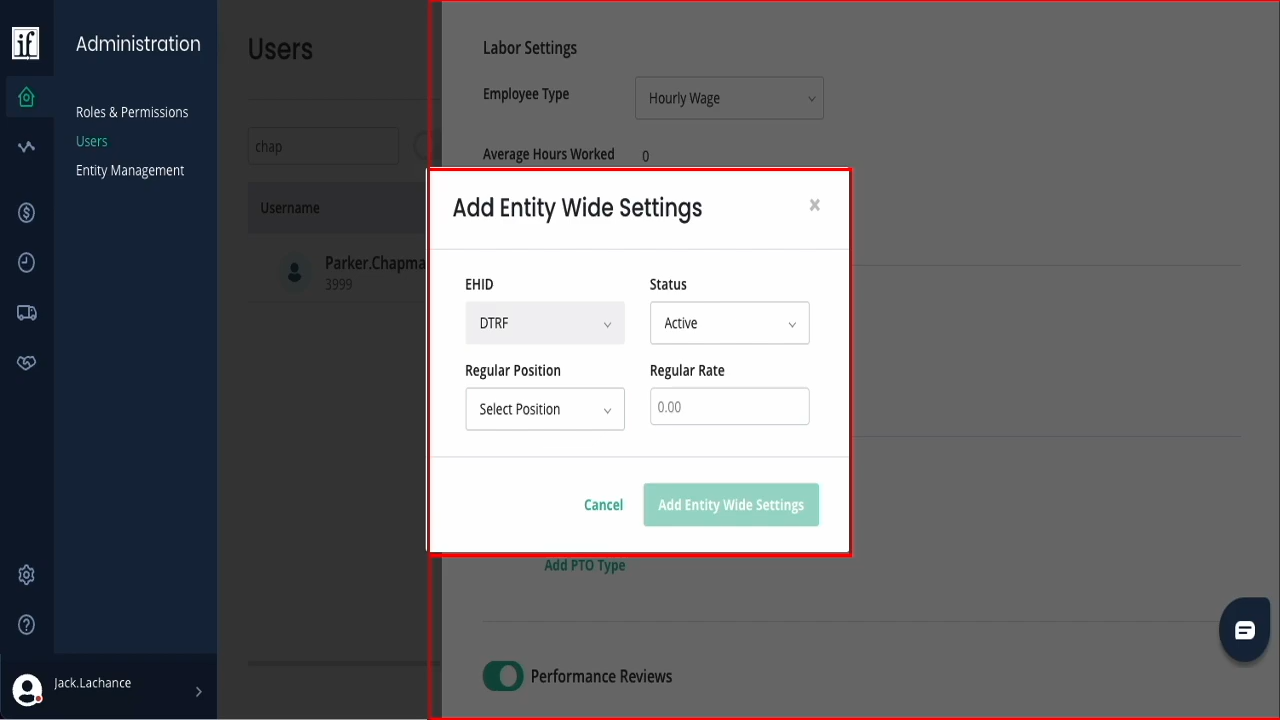 if
Administration
Roles & Permissions
Users
Entity Management
Jack.Lachance
Users
chap
Username
Parker.Chapma
3999
Labor Settings
Employee Type
Hourly Wage
Average Hours Worked
0
Add Entity Wide Settings
×
EHID
Status
DTRF
Active
Regular Position
Regular Rate
Select Position
0.00
Cancel
Add Entity Wide Settings
Add PTO Type
Performance Reviews